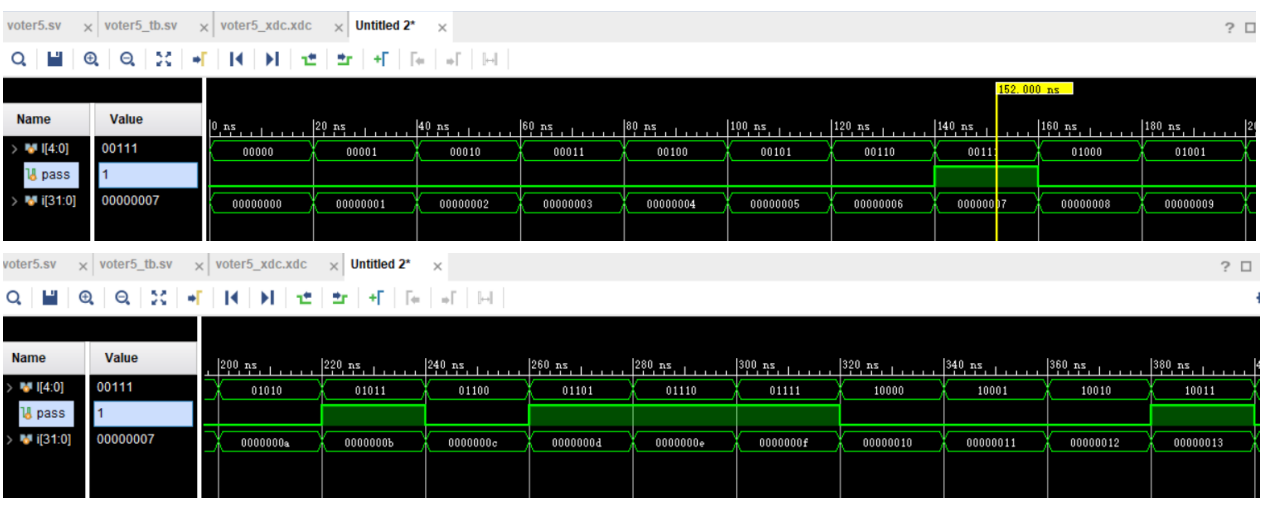 voter5.sv × voter5_tb.sv × voter5_xdc.xdc × Untitled 2* ×
?
152.000 ns
Name Value
0 ns 20 ns 40 ns 60 ns 80 ns 100 ns 120 ns 140 ns 160 ns 180 ns
I[4:0] 00111 00000 00001 00010 00011 00100 00101 00110 00111 01000 01001
pass 1
i[31:0] 00000007 00000000 00000001 00000002 00000003 00000004 00000005 00000006 00000007 00000008 00000009
voter5.sv × voter5_tb.sv × voter5_xdc.xdc × Untitled 2* ×
?
Name Value
200 ns 220 ns 240 ns 260 ns 280 ns 300 ns 320 ns 340 ns 360 ns 380 ns
I[4:0] 00111 01010 01011 01100 01101 01110 01111 10000 10001 10010 10011
pass 1
i[31:0] 00000007 0000000a 0000000b 0000000c 0000000d 0000000e 0000000f 00000010 00000011 00000012 00000013